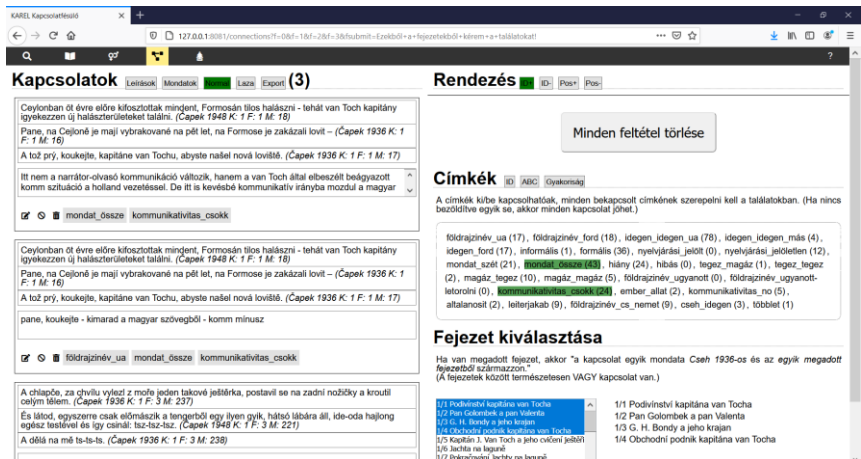 KAREL Kapcsolatfésülő
127.0.0.1:8081/connections?f=0&f=1&f=2&f=3&fsubmit=Ezekből+a+fejezetekből+kérem+a+találatokat!
Kapcsolatok Leírások Mondatok Normál Laza Export (3)
Ceylonban öt évre előre kifosztottak mindent, Formosán tilos halászni - tehát van Toch kapitány
igyekezzen új halászterületeket találni. (Čapek 1948 K: 1 F: 1 M: 18)
Pane, na Cejloně je mají vybrakované na pět let, na Formose je zakázali lovit – (Čapek 1936 K: 1
F: 1 M: 16)
A tož prý, koukejte, kapitáne van Tochu, abyste našel nová loviště. (Čapek 1936 K: 1 F: 1 M: 17)
Itt nem a narrátor-olvasó kommunikáció változik, hanem a van Toch által elbeszélt beágyazott
komm szituáció a holland vezetéssel. De itt is kevésbé kommunikatív irányba mozdul a magyar
mondat_össze kommunikativitas_csokk
Ceylonban öt évre előre kifosztottak mindent, Formosán tilos halászni - tehát van Toch kapitány
igyekezzen új halászterületeket találni. (Čapek 1948 K: 1 F: 1 M: 18)
Pane, na Cejloně je mají vybrakované na pět let, na Formose je zakázali lovit – (Čapek 1936 K: 1
F: 1 M: 16)
A tož prý, koukejte, kapitáne van Tochu, abyste našel nová loviště. (Čapek 1936 K: 1 F: 1 M: 17)
pane, koukejte - kimarad a magyar szövegből - komm mínusz
földrajzinév_ua mondat_össze kommunikativitas_csokk
A chlapče, za chvilu vylezl z moře jeden takové ještěrka, postavil se na zadní nožičky a kroutil
celým tělem. (Čapek 1936 K: 1 F: 3 M: 237)
És látod, egyszerre csak előmászik a tengerből egy ilyen gyik, hátsó lábára áll, ide-oda hajlong
egész testével és így csinál: tsz-tsz-tsz. (Čapek 1948 K: 1 F: 3 M: 221)
A dělá na mě ts-ts-ts. (Čapek 1936 K: 1 F: 3 M: 238)
Rendezés ID+ ID- Pos+ Pos-
Minden feltétel törlése
Címkék ID ABC Gyakoriság
A címkék ki/be kapcsolhatóak, minden bekapcsolt címkének szerepelni kell a találatokban. (Ha nincs
bezöldítve egyik se, akkor minden kapcsolat jöhet.)
földrajzinév_ua (17), földrajzinév_ford (18), idegen_idegen_ua (78), idegen_idegen_más (4),
idegen_ford (17), informális (1), formális (36), nyelvjárási_jelölt (0), nyelvjárási_jelöletlen (12),
mondat_szét (21), mondat_össze (43), hiány (24), hibás (0), tegez_magáz (1), tegez_tegez
(2), magáz_tegez (10), magáz_magáz (5), földrajzinév_ugyanott (0), földrajzinév_ugyanott-
letorolni (0), kommunikativitas_csokk (24), ember_allat (2), kommunikativitas_no (5),
altalanosit (2), leiterjakab (9), földrajzinév_cs_nemet (9), cseh_idegen (3), többlet (1)
Fejezet kiválasztása
Ha van megadott fejezet, akkor "a kapcsolat egyik mondata Cseh 1936-os és az egyik megadott
fejezetből származzon."
(A fejezetek között természetesen VAGY kapcsolat van.)
1/1 Podivínství kapitána van Tocha
1/2 Pan Golombek a pan Valenta
1/3 G. H. Bondy a jeho krajan
1/4 Obchodní podnik kapitána van Tocha
1/5 Kapitán J. Van Toch a jeho cvičení ještěři
1/6 Jachta na laguně
1/7 Pokračování jachty na laguně
1/1 Podivínství kapitána van Tocha
1/2 Pan Golombek a pan Valenta
1/3 G. H. Bondy a jeho krajan
1/4 Obchodní podnik kapitána van Tocha